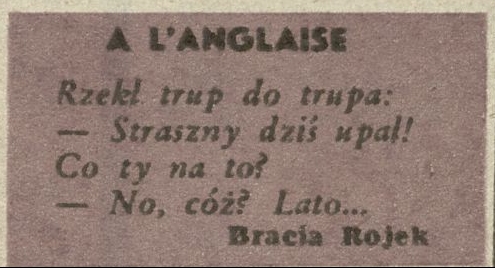 A L'ANGLAISE
Rzekł trup do trupa:
— Straszny dziś upał!
Co ty na to?
— No, cóż? Lato...
Bracia Rojek